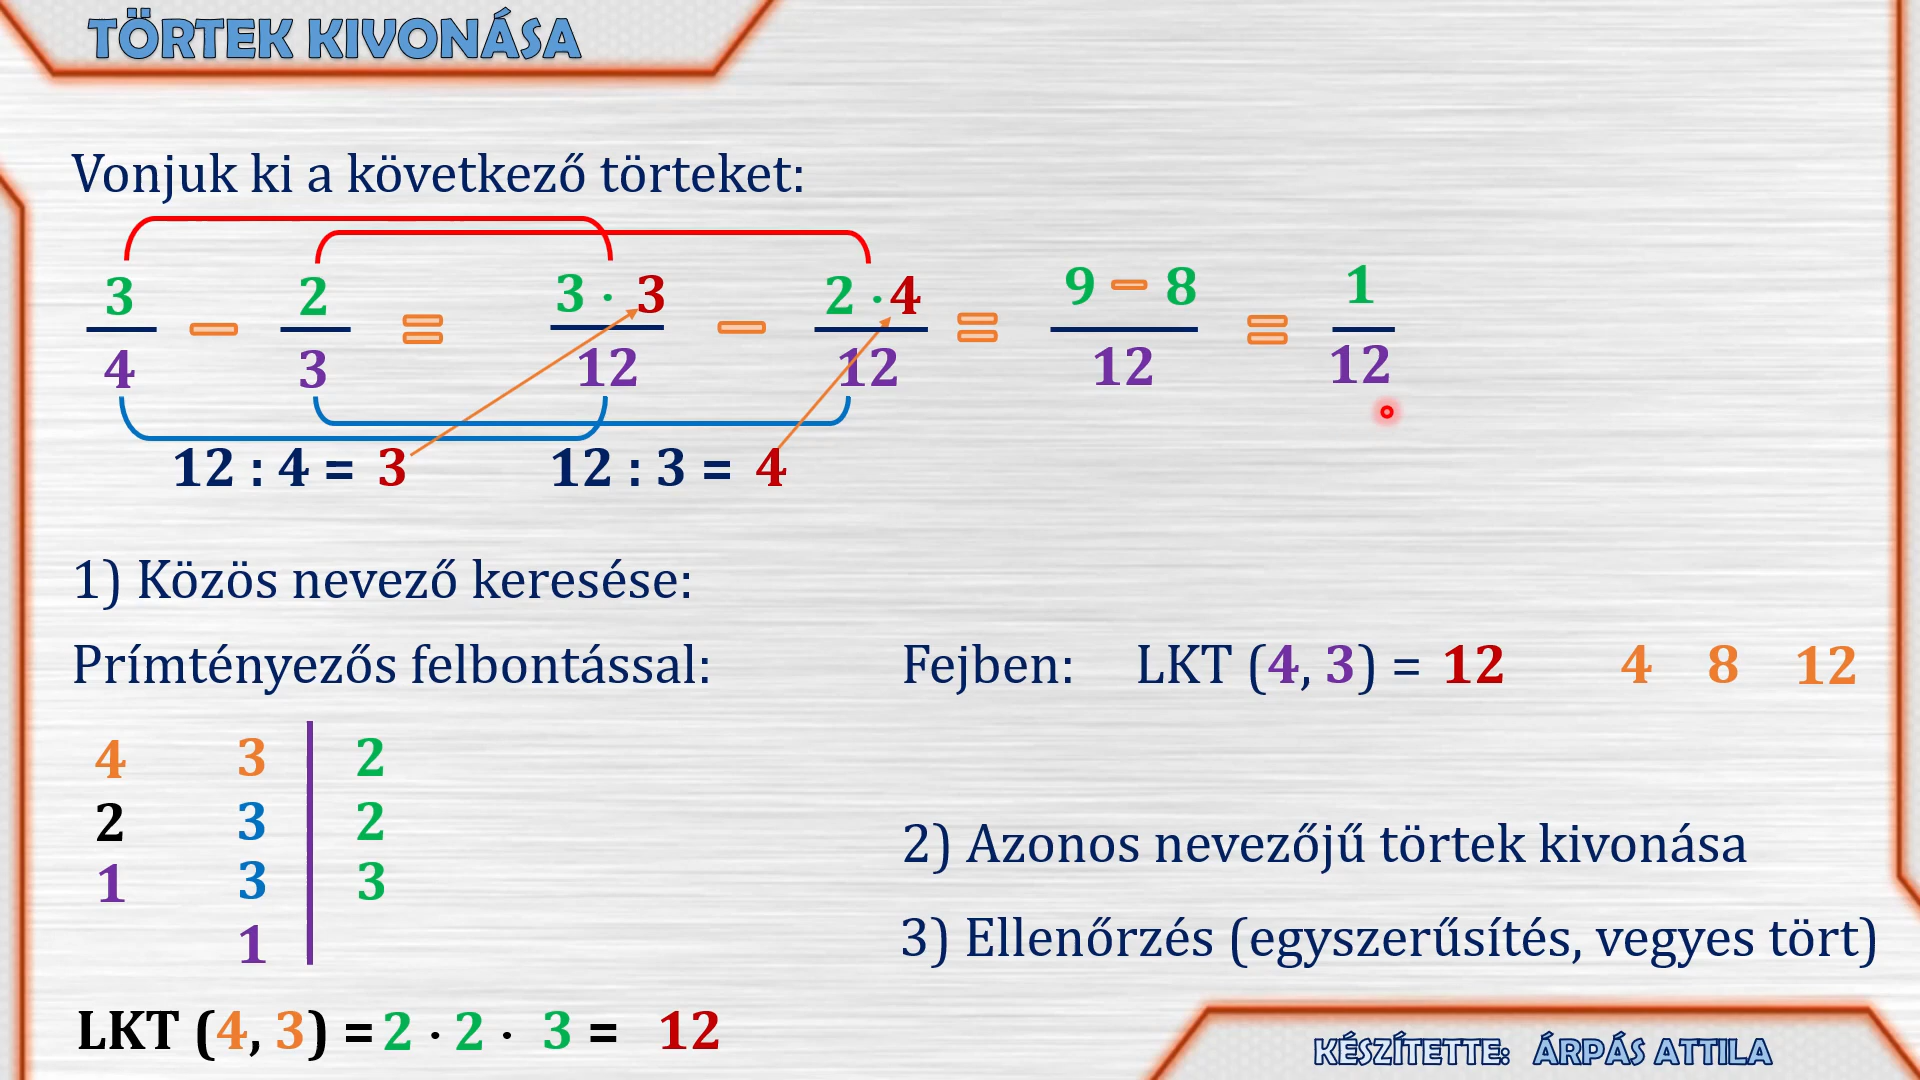 TÖRTEK KIVONÁSA
Vonjuk ki a következő törteket:
3/4 − 2/3 = 3 · 3/12 − 2 · 4/12 = 9 − 8/12 = 1/12
12 : 4 = 3 12 : 3 = 4
1) Közös nevező keresése:
Prímtényezős felbontással:
Fejben: LKT (4, 3) = 12 4 8 12
4 3 2
2 3 2
1 3 3
1
LKT (4, 3) = 2 · 2 · 3 = 12
2) Azonos nevezőjű törtek kivonása
3) Ellenőrzés (egyszerűsítés, vegyes tört)
KÉSZÍTETTE: ÁRPÁS ATTILA